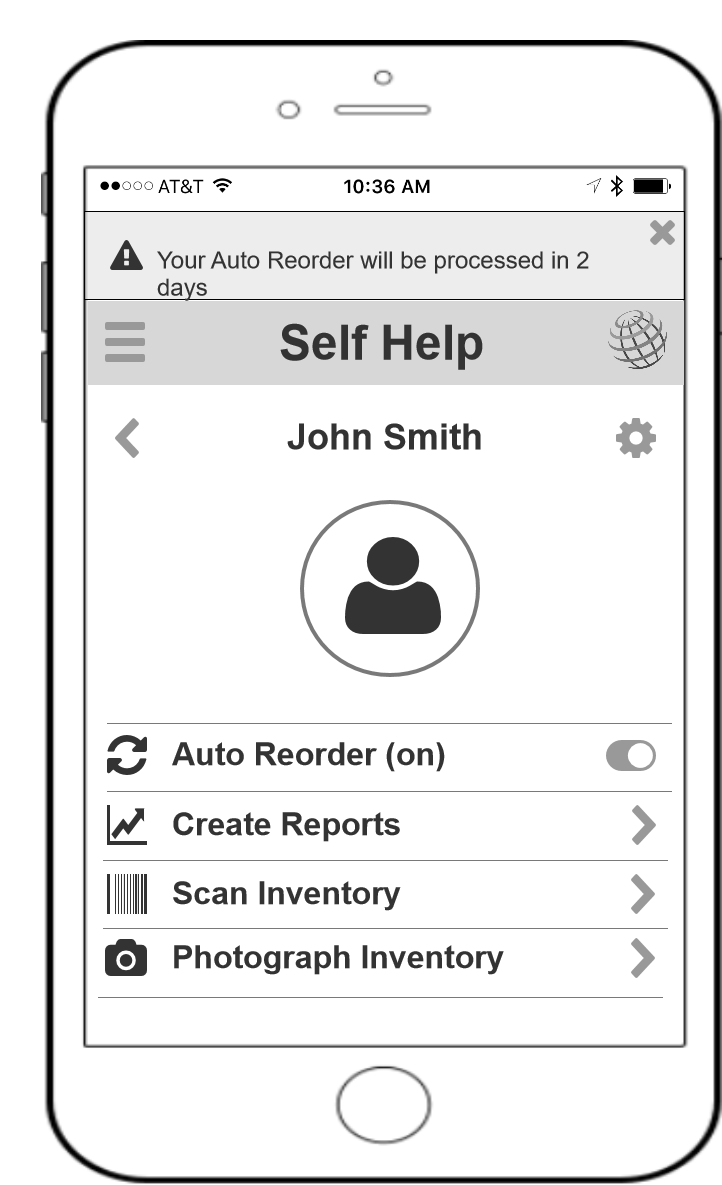 AT&T 10:36 AM
Your Auto Reorder will be processed in 2
days
Self Help
John Smith
Auto Reorder (on)
Create Reports
Scan Inventory
Photograph Inventory